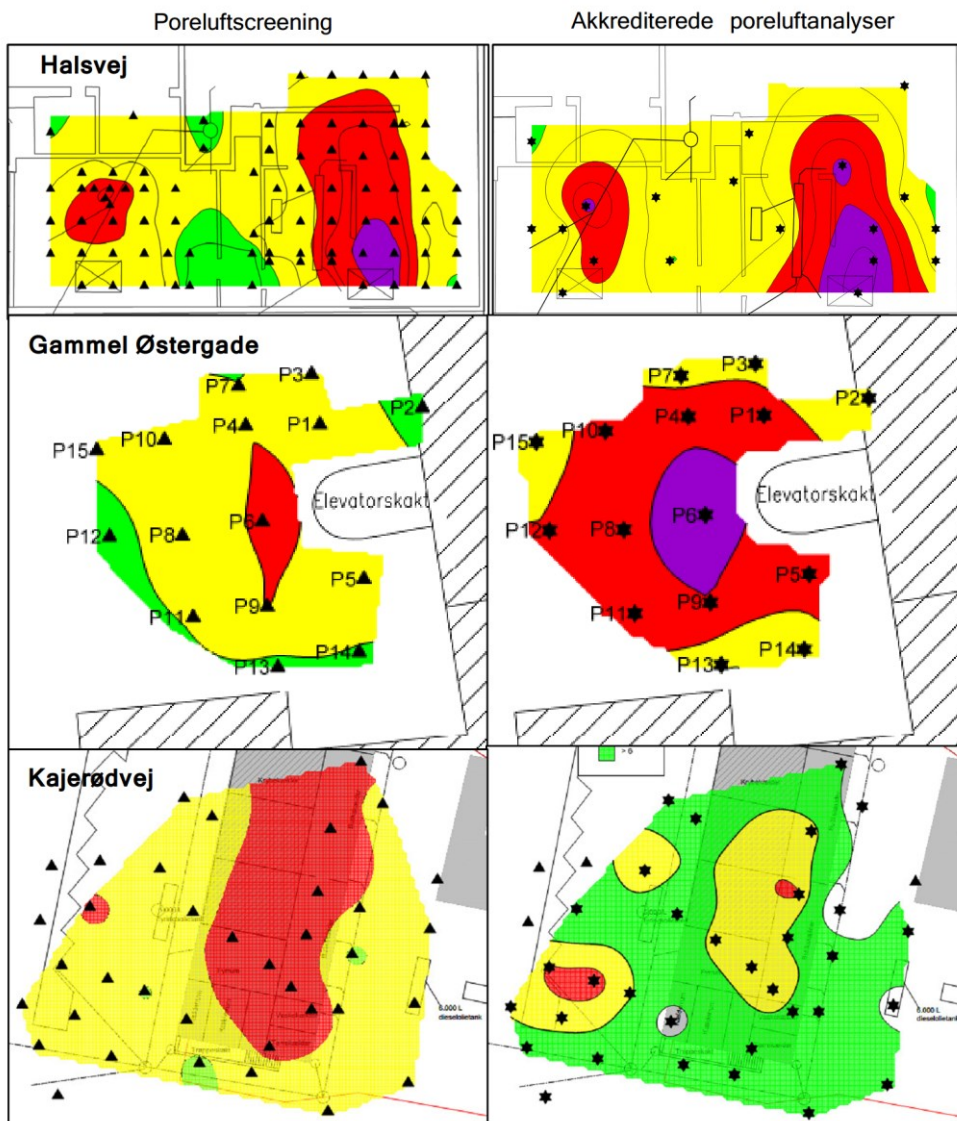 Poreluftscreening
Akkrediterede poreluftanalyser
Halsvej
Gammel Østergade
P7
P3
P2
P4
P1
P10
P15
Elevatorskakt
P6
P12
P8
P5
P9
P11
P14
P13
P3
P7
P2
P4
P1
P10
P15
Elevatorskakt
P6
P12
P8
P5
P9
P11
P14
P13
Kajerødvej
6.000 L
dieselolietank
> 6
6.000 L
dieselolietank